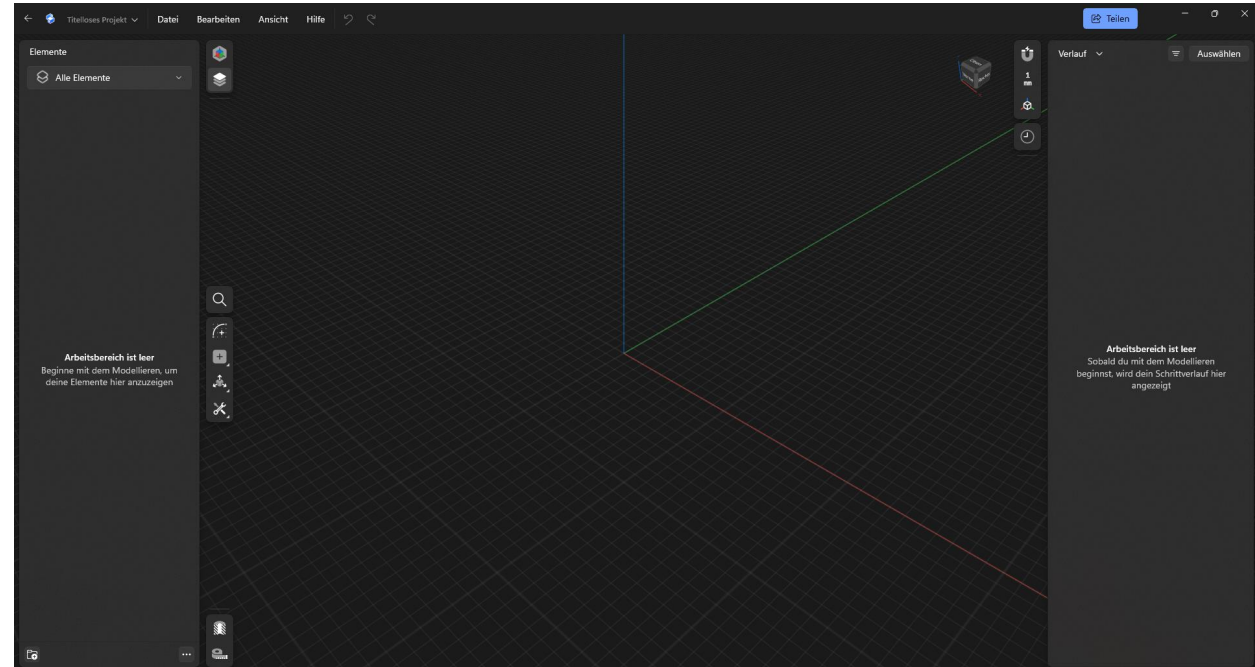 Titelloses Projekt
Datei
Bearbeiten
Ansicht
Hilfe
Teilen
Elemente
Alle Elemente
Arbeitsbereich ist leer
Beginne mit dem Modellieren, um
deine Elemente hier anzuzeigen
1
mm
Verlauf
Auswählen
Arbeitsbereich ist leer
Sobald du mit dem Modellieren
beginnst, wird dein Schrittverlauf hier
angezeigt